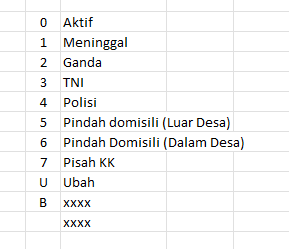 0 Aktif
1 Meninggal
2 Ganda
3 TNI
4 Polisi
5 Pindah domisili (Luar Desa)
6 Pindah Domisili (Dalam Desa)
7 Pisah KK
U Ubah
B xxxx
xxxx